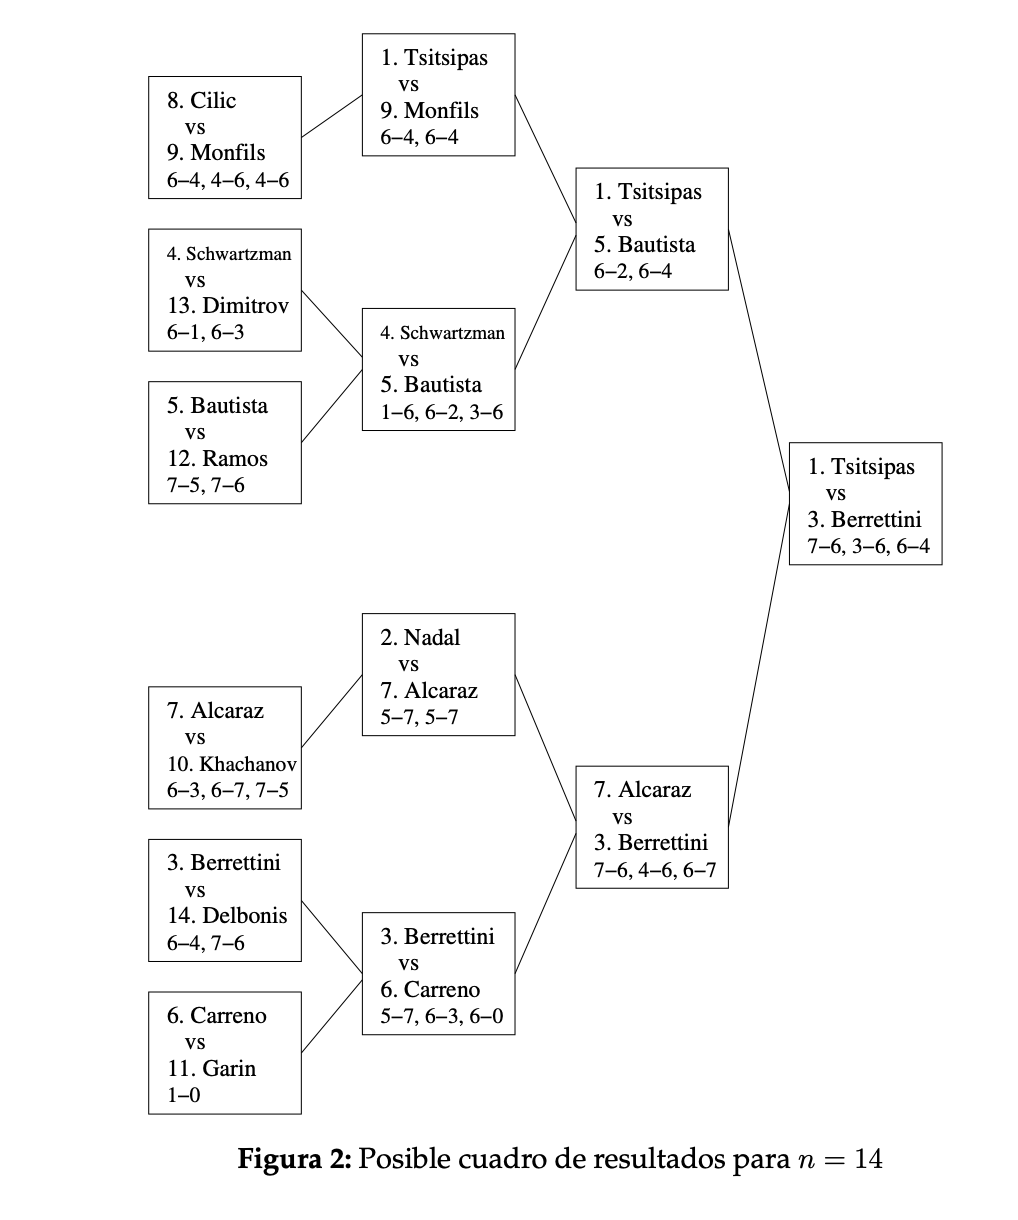 1. Tsitsipas
vs
9. Monfils
6–4, 6–4
8. Cilic
vs
9. Monfils
6–4, 4–6, 4–6
1. Tsitsipas
vs
5. Bautista
6–2, 6–4
4. Schwartzman
vs
13. Dimitrov
6–1, 6–3
4. Schwartzman
vs
5. Bautista
1–6, 6–2, 3–6
5. Bautista
vs
12. Ramos
7–5, 7–6
1. Tsitsipas
vs
3. Berrettini
7–6, 3–6, 6–4
2. Nadal
vs
7. Alcaraz
5–7, 5–7
7. Alcaraz
vs
10. Khachanov
6–3, 6–7, 7–5
7. Alcaraz
vs
3. Berrettini
7–6, 4–6, 6–7
3. Berrettini
vs
14. Delbonis
6–4, 7–6
3. Berrettini
vs
6. Carreno
5–7, 6–3, 6–0
6. Carreno
vs
11. Garin
1–0
Figura 2: Posible cuadro de resultados para n = 14